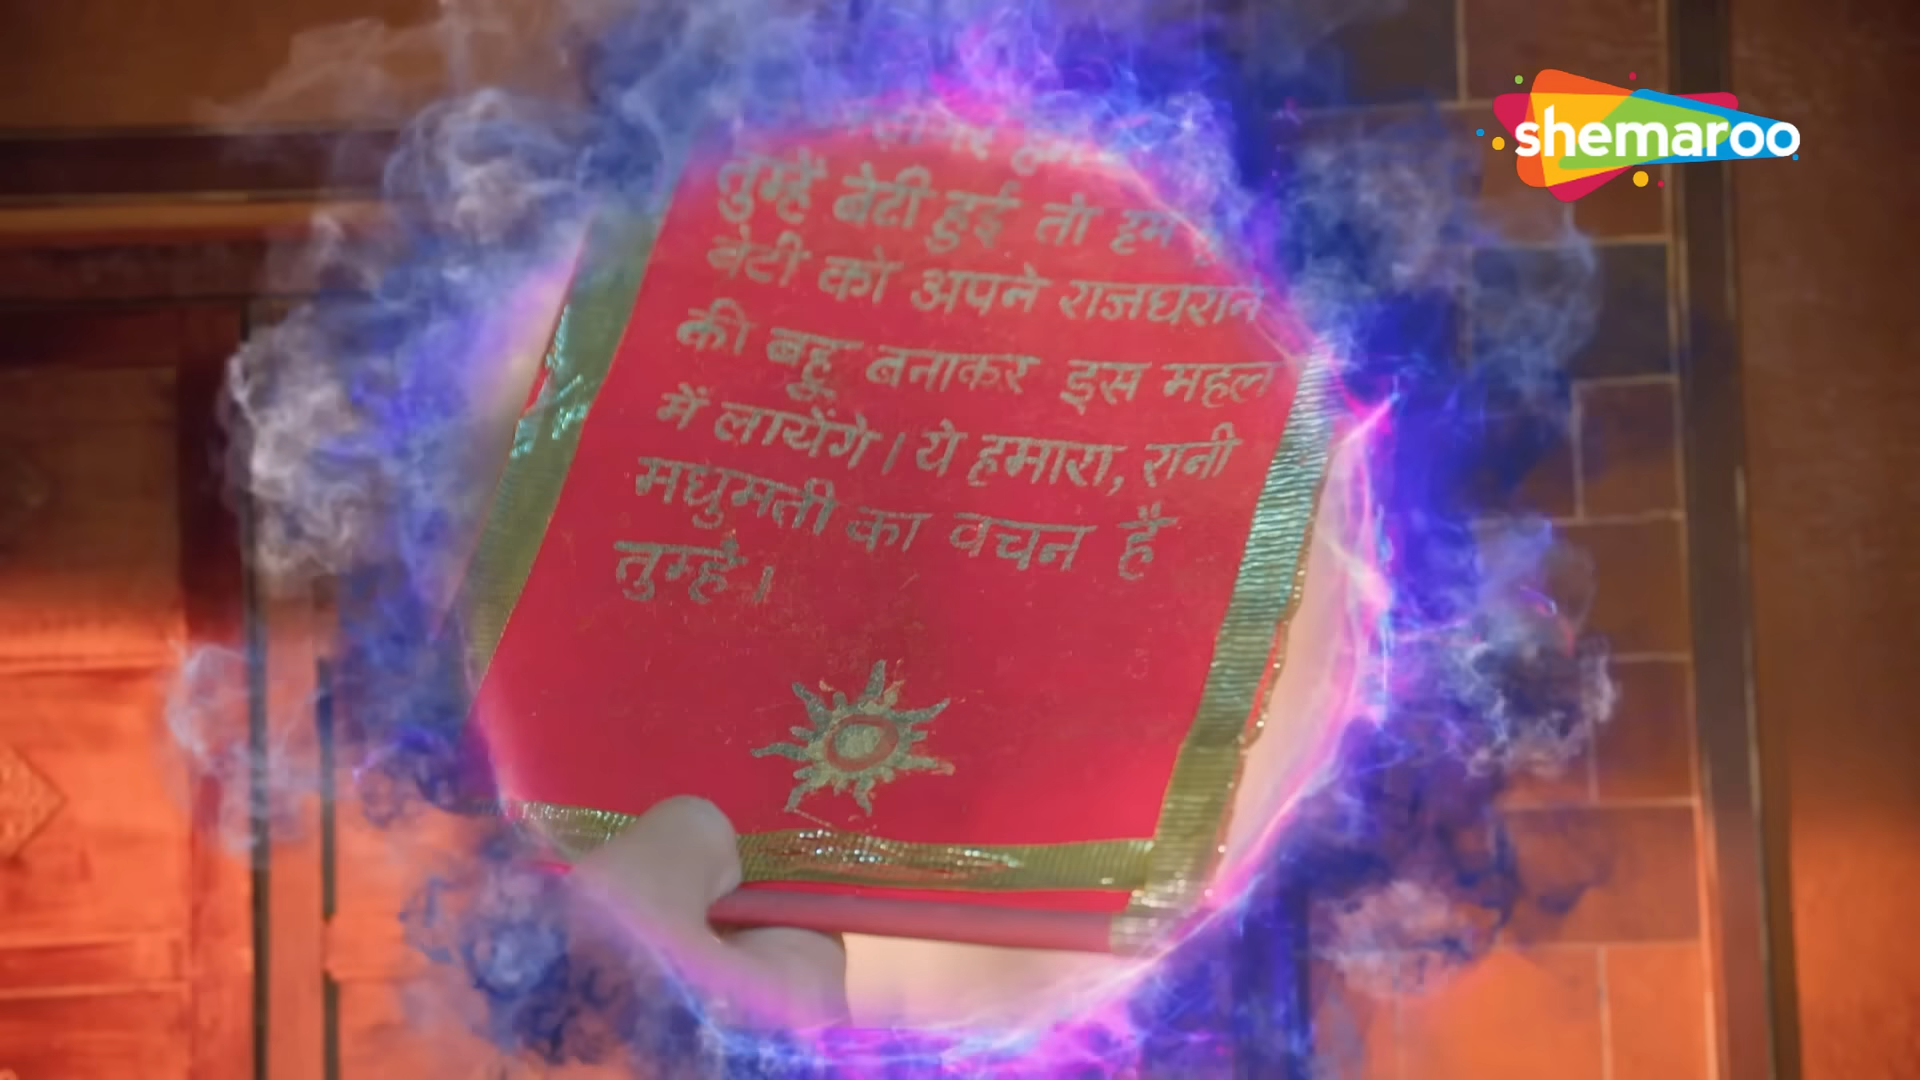 shemaroo
तुम्हें बेटी हुई तो हम
बेटी को अपने राजघराने
की बहू बनाकर इस महल
में लायेंगे। ये हमारा, रानी
मधुमती का वचन है
तुम्हे।